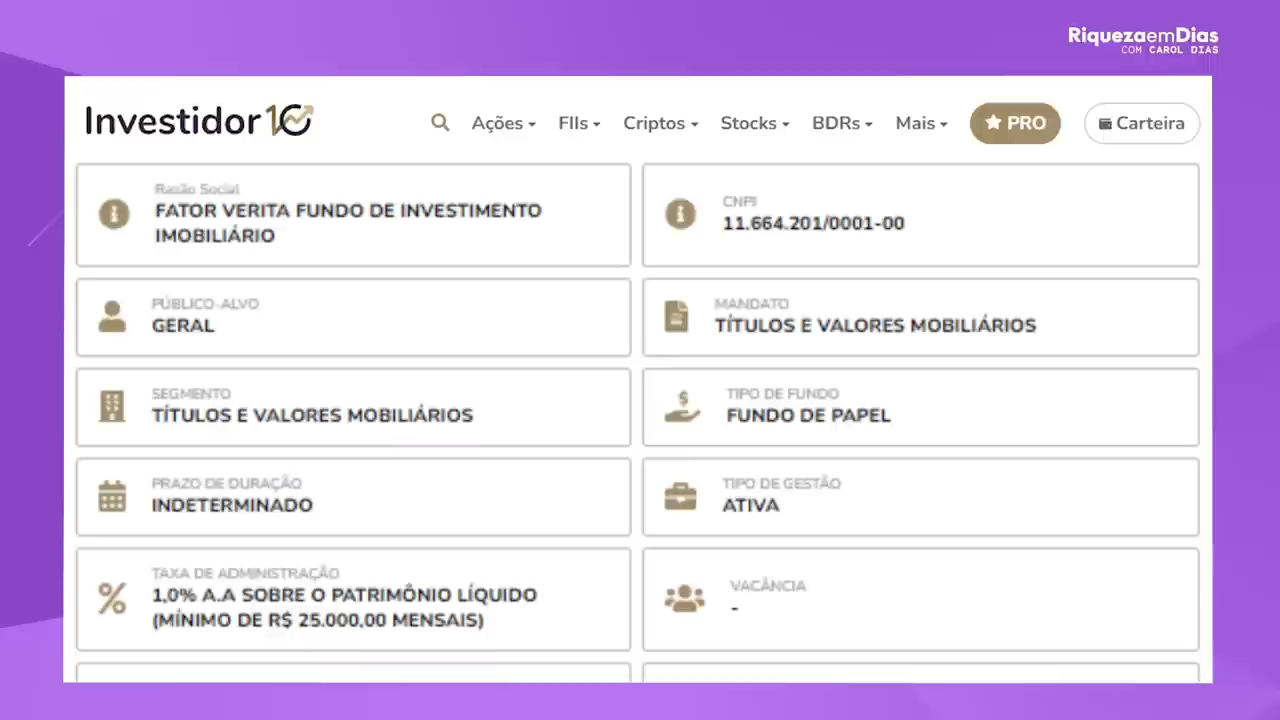 RiquezaemDias
COM CAROL DIAS
Investidor 10
Ações
FIIs
Criptos
Stocks
BDRs
Mais
PRO
Carteira
Razão Social
FATOR VERITA FUNDO DE INVESTIMENTO
IMOBILIÁRIO
CNPJ
11.664.201/0001-00
PÚBLICO-ALVO
GERAL
MANDATO
TÍTULOS E VALORES MOBILIÁRIOS
SEGMENTO
TÍTULOS E VALORES MOBILIÁRIOS
TIPO DE FUNDO
FUNDO DE PAPEL
PRAZO DE DURAÇÃO
INDETERMINADO
TIPO DE GESTÃO
ATIVA
TAXA DE ADMINISTRAÇÃO
1,0% A.A SOBRE O PATRIMÔNIO LÍQUIDO
(MÍNIMO DE R$ 25.000,00 MENSAIS)
VACÂNCIA
-